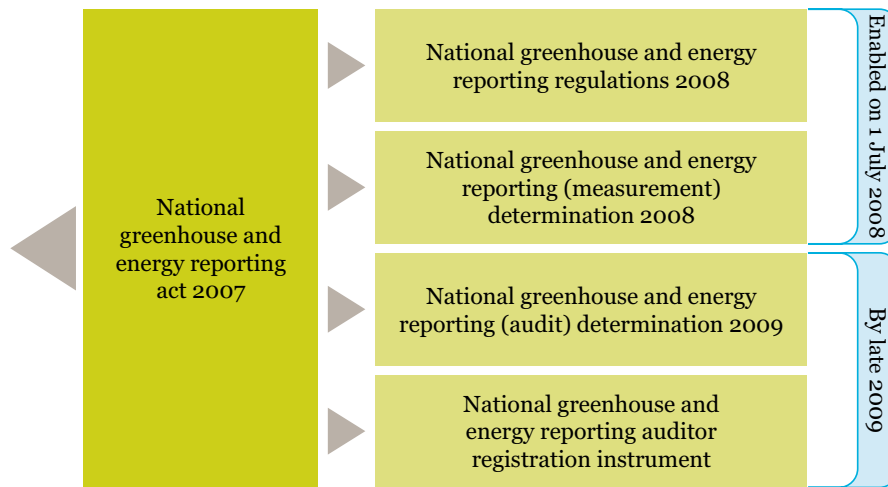 National
greenhouse and
energy reporting
act 2007
National greenhouse and energy
reporting regulations 2008
National greenhouse and energy
reporting (measurement)
determination 2008
National greenhouse and energy
reporting (audit) determination 2009
National greenhouse and
energy reporting auditor
registration instrument
Enabled on 1 July 2008
By late 2009